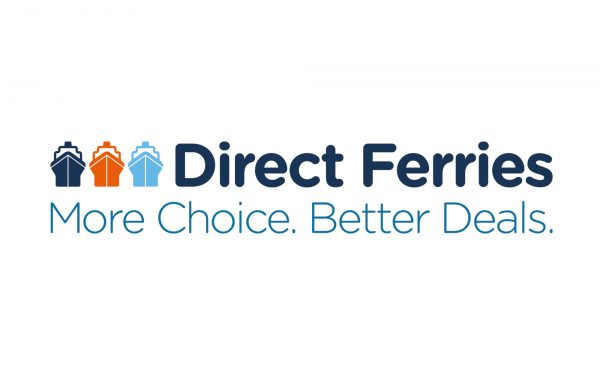 Direct Ferries
More Choice. Better Deals.